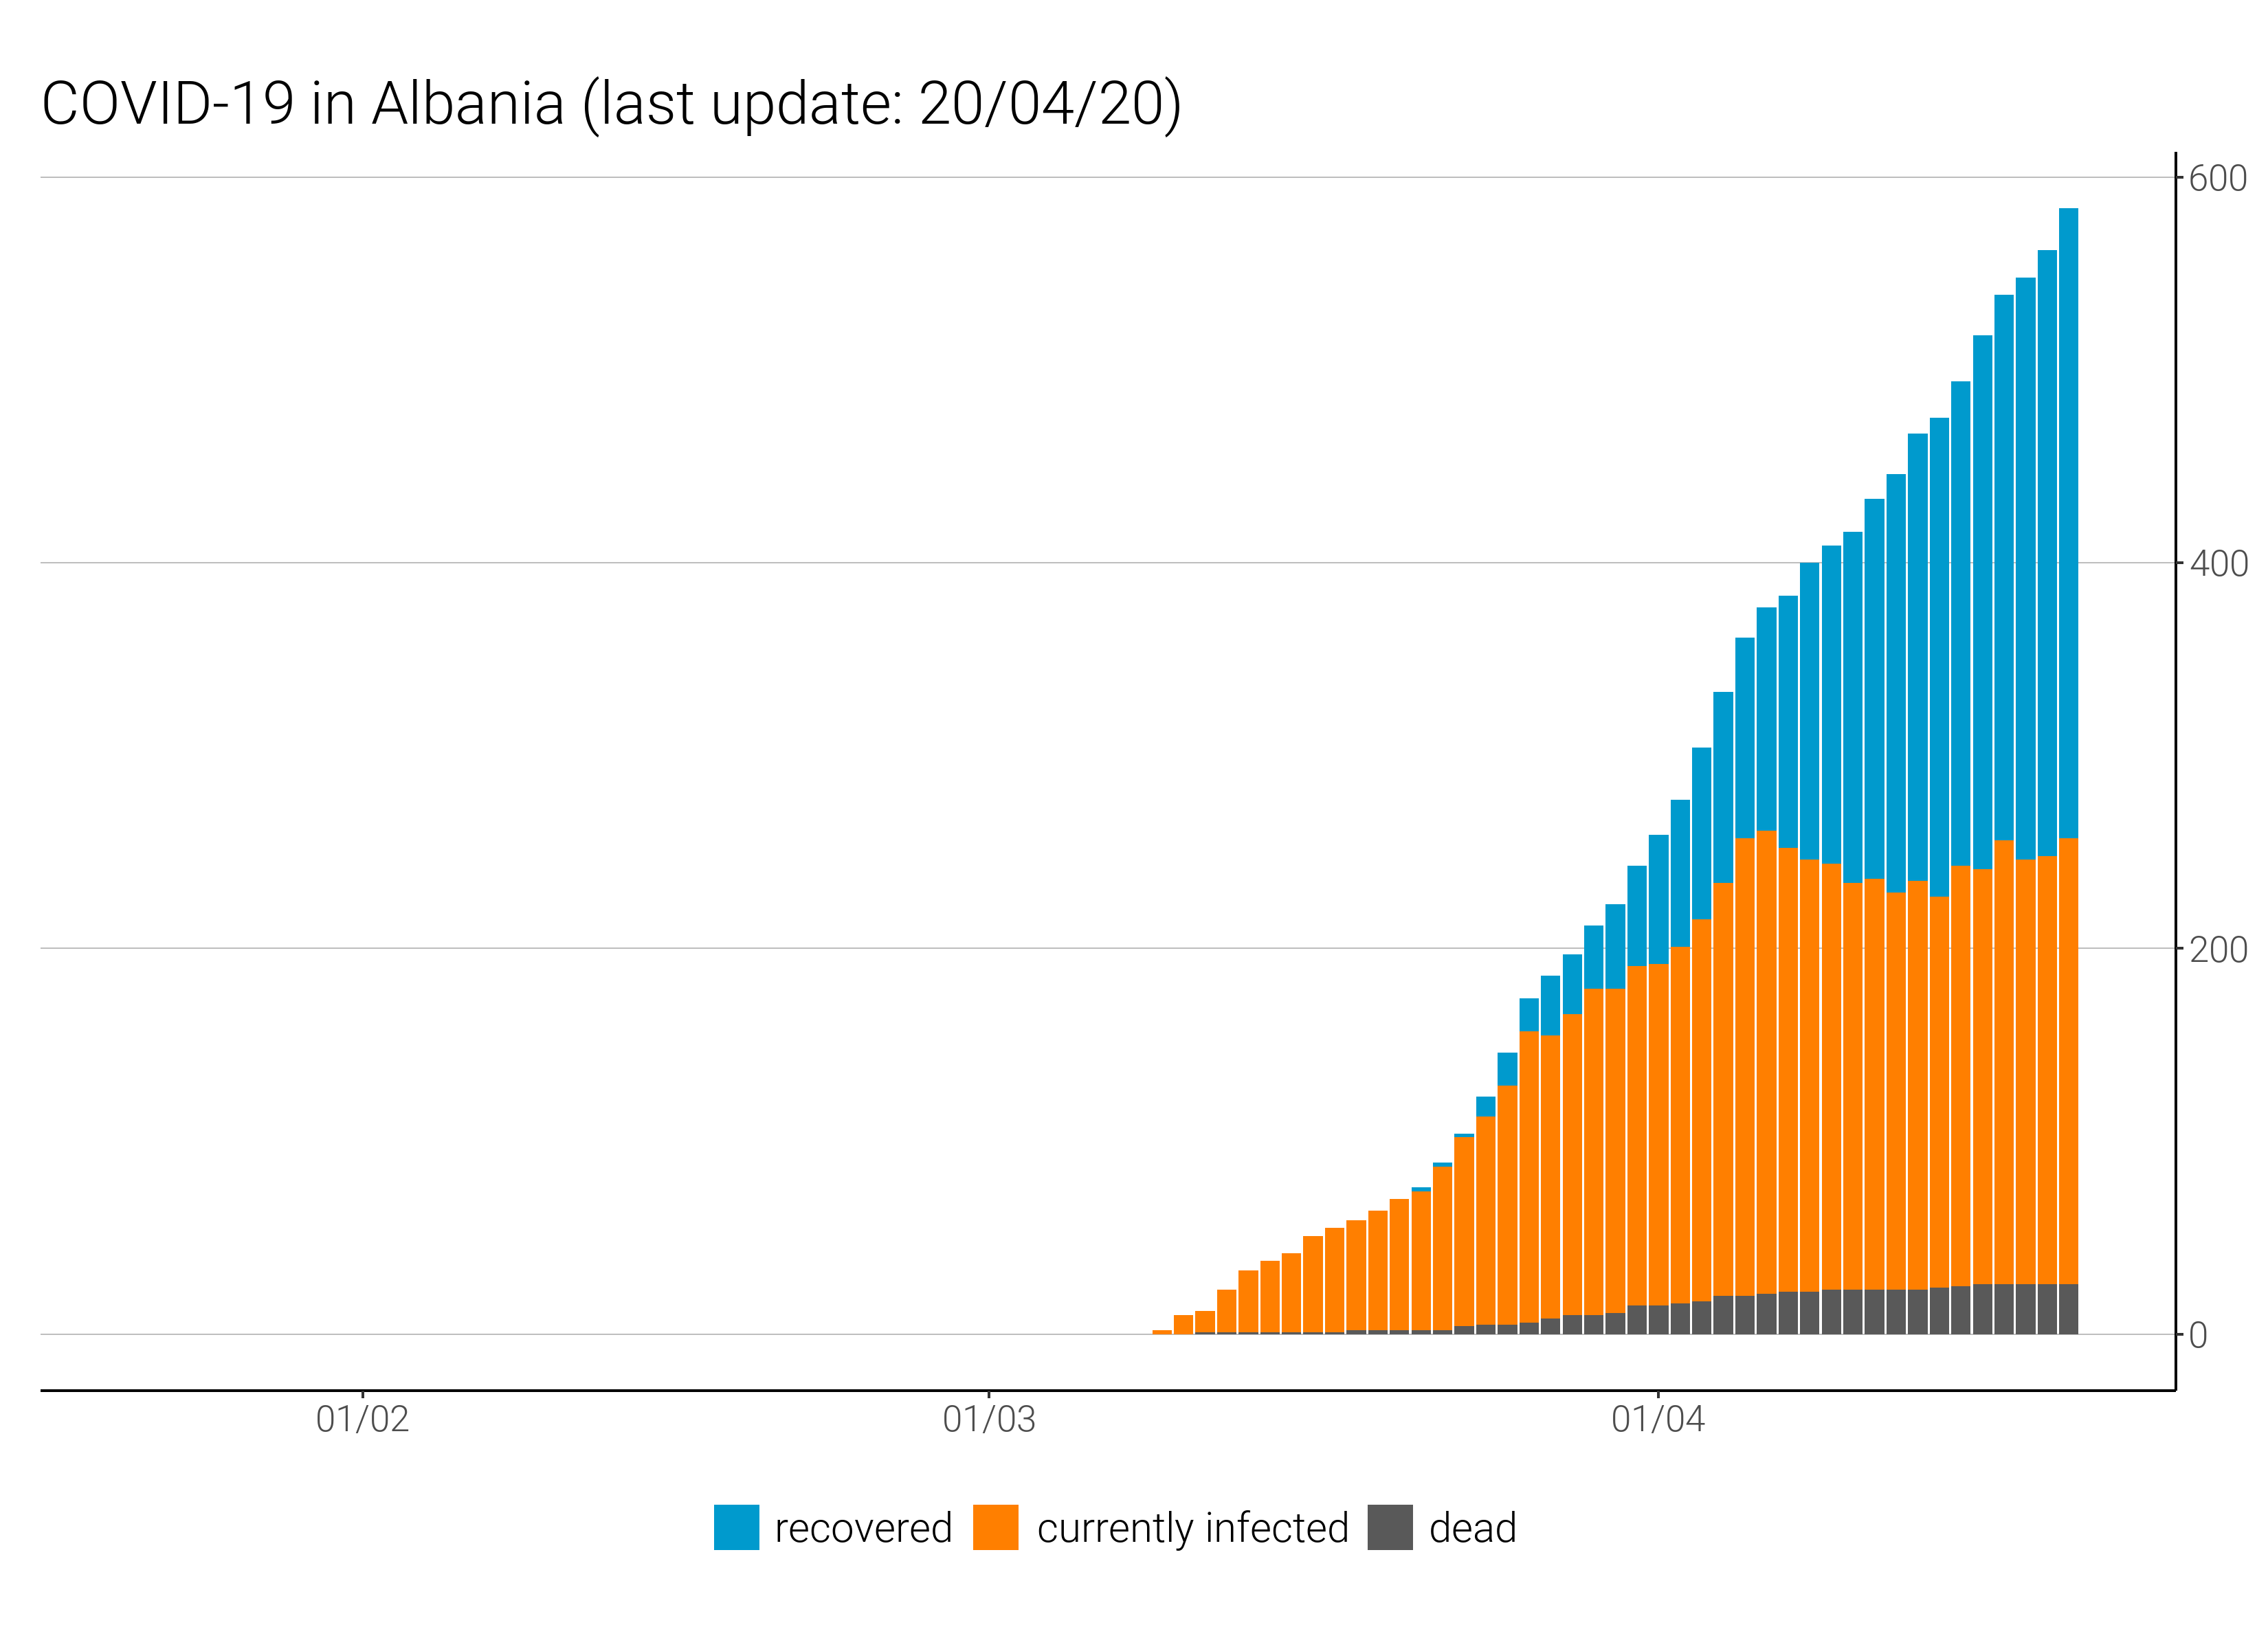 COVID-19 in Albania (last update: 20/04/20)
600
400
200
0
01/02 01/03 01/04
recovered currently infected dead